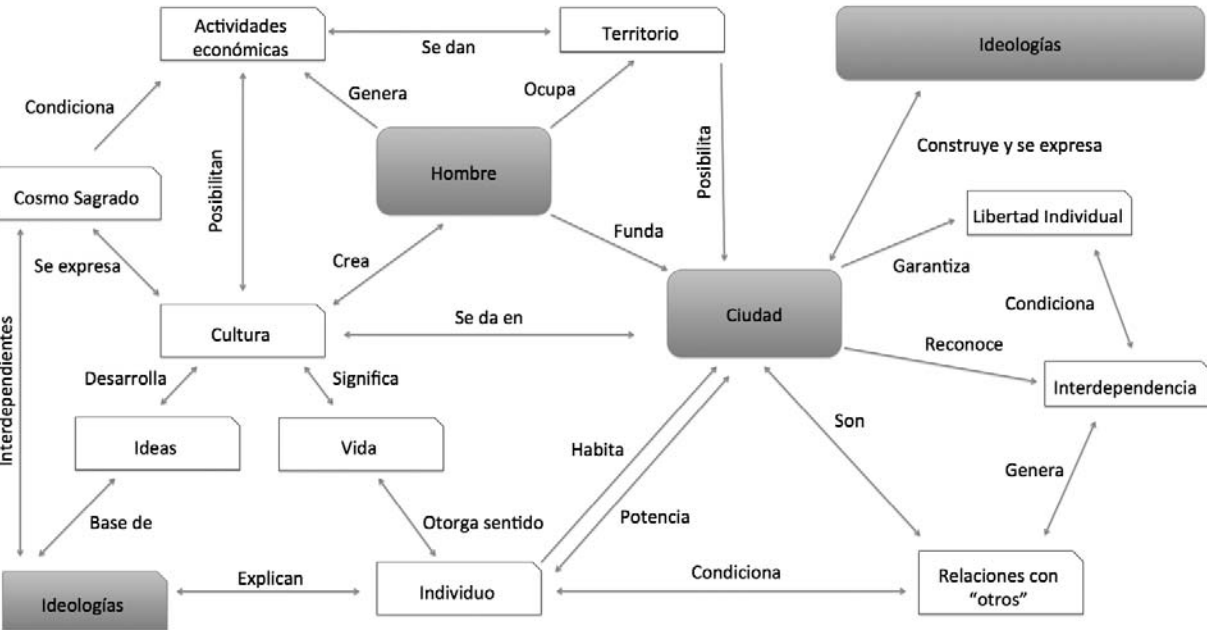 Actividades
económicas
Se dan
Territorio
Ideologías
Condiciona
Genera
Ocupa
Construye y se expresa
Posibilitan
Hombre
Posibilita
Cosmo Sagrado
Libertad Individual
Se expresa
Crea
Funda
Garantiza
Condiciona
Cultura
Se da en
Ciudad
Reconoce
Interdependientes
Desarrolla
Significa
Interdependencia
Ideas
Vida
Habita
Son
Genera
Base de
Otorga sentido
Potencia
Explican
Individuo
Condiciona
Relaciones con
“otros”
Ideologías